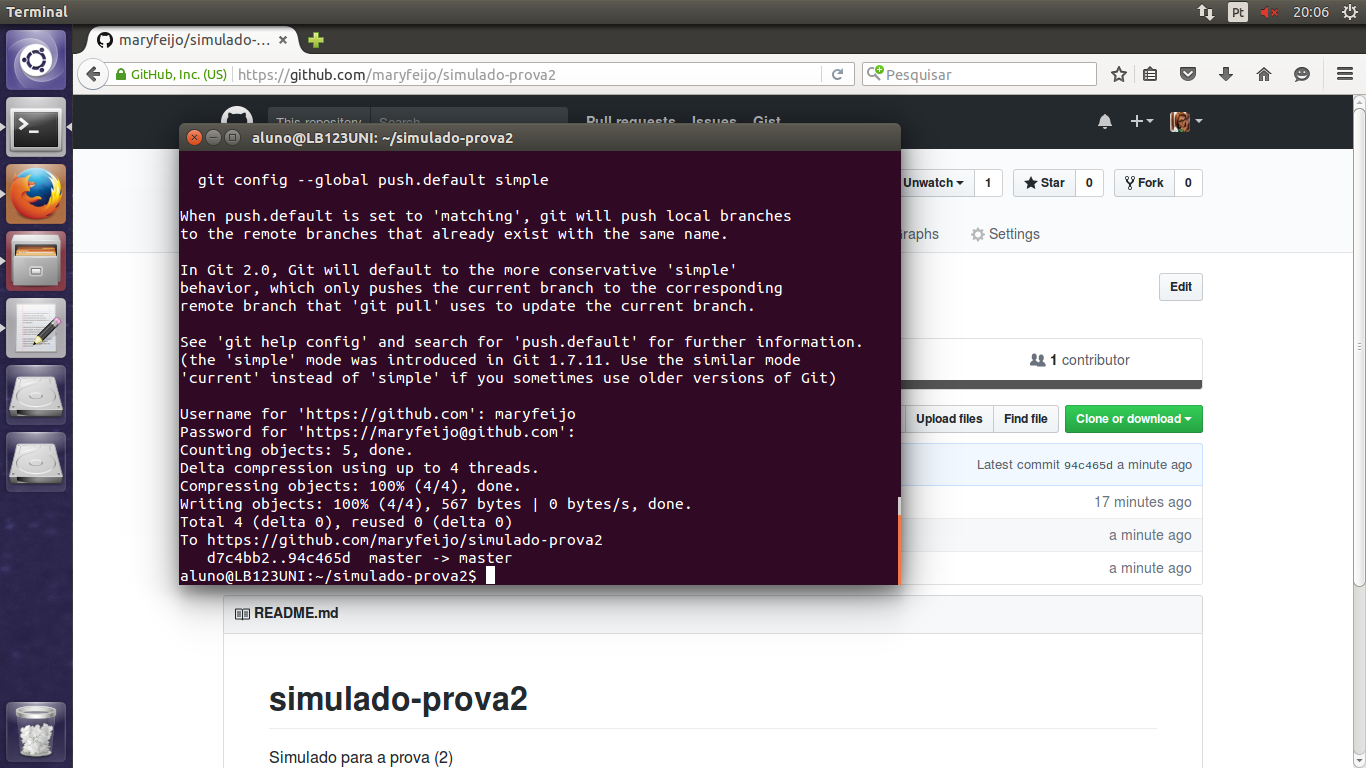 Terminal
Pt
20:06
maryfeijo/simulado-...
GitHub, Inc. (US)
https://github.com/maryfeijo/simulado-prova2
Pesquisar
This repository
Search
Pull requests Issues Gist
aluno@LB123UNI: ~/simulado-prova2
git config --global push.default simple
When push.default is set to 'matching', git will push local branches
to the remote branches that already exist with the same name.
In Git 2.0, Git will default to the more conservative 'simple'
behavior, which only pushes the current branch to the corresponding
remote branch that 'git pull' uses to update the current branch.
See 'git help config' and search for 'push.default' for further information.
(the 'simple' mode was introduced in Git 1.7.11. Use the similar mode
'current' instead of 'simple' if you sometimes use older versions of Git)
Username for 'https://github.com': maryfeijo
Password for 'https://maryfeijo@github.com':
Counting objects: 5, done.
Delta compression using up to 4 threads.
Compressing objects: 100% (4/4), done.
Writing objects: 100% (4/4), 567 bytes | 0 bytes/s, done.
Total 4 (delta 0), reused 0 (delta 0)
To https://github.com/maryfeijo/simulado-prova2
d7c4bb2..94c465d  master -> master
aluno@LB123UNI:~/simulado-prova2$
Unwatch 1 Star 0 Fork 0
Settings
Edit
1 contributor
Upload files Find file Clone or download
Latest commit 94c465d a minute ago
17 minutes ago
a minute ago
a minute ago
README.md
simulado-prova2
Simulado para a prova (2)